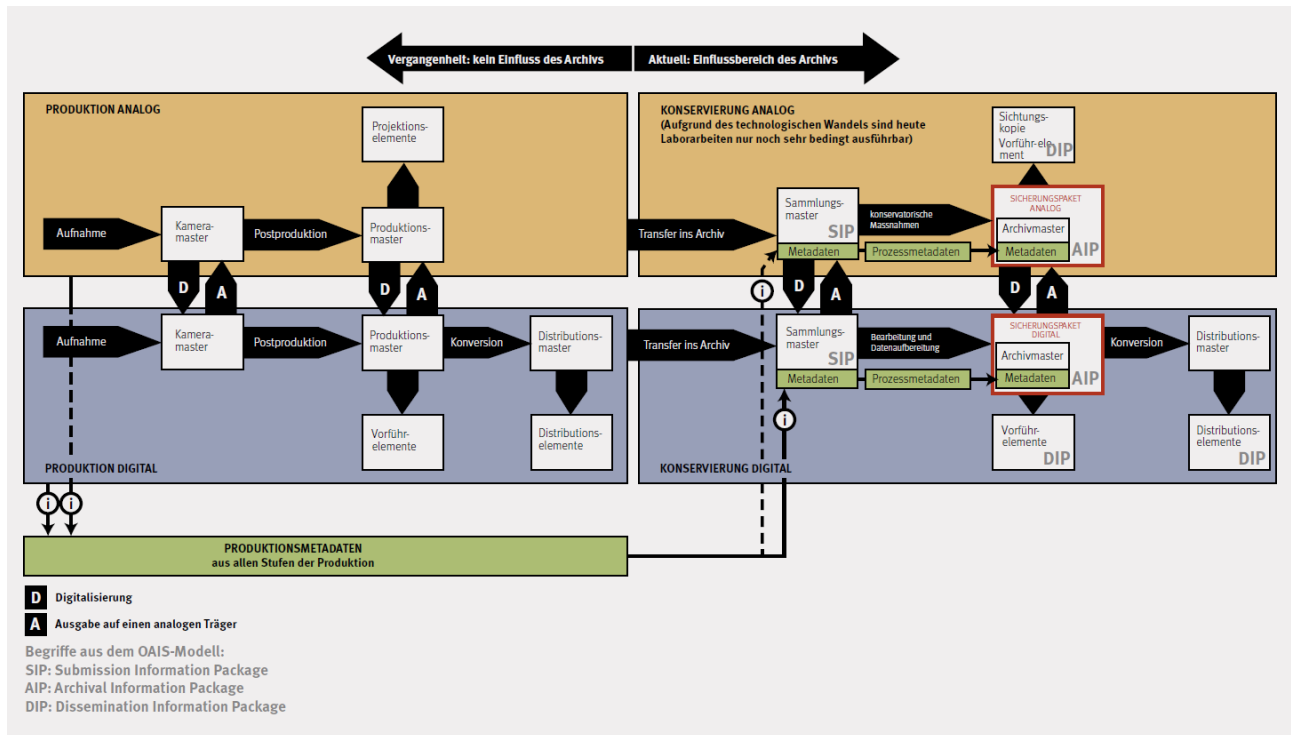 Vergangenheit: kein Einfluss des Archivs
Aktuell: Einflussbereich des Archivs
PRODUKTION ANALOG
Projektions-
elemente
Aufnahme
Kamera-
master
Postproduktion
Produktions-
master
D
A
D
A
KONSERVIERUNG ANALOG
(Aufgrund des technologischen Wandels sind heute
Laborarbeiten nur noch sehr bedingt ausführbar)
Sichtungs-
kopie
Vorführ-el­e
ment
DIP
Transfer ins Archiv
Sammlungs-
master
SIP
Metadaten
konservatorische
Massnahmen
Prozessmetadaten
SICHERUNGSPAKET
ANALOG
Archivmaster
Metadaten
AIP
i
D
A
D
A
Aufnahme
Kamera-
master
Postproduktion
Produktions-
master
Konversion
Distributions-
master
Vorführ-
elemente
Distributions-
elemente
PRODUKTION DIGITAL
Transfer ins Archiv
Sammlungs-
master
SIP
Metadaten
Bearbeitung und
Datenaufbereitung
Prozessmetadaten
SICHERUNGSPAKET
DIGITAL
Archivmaster
Metadaten
AIP
Konversion
Distributions-
master
i
Vorführ-
elemente
DIP
Distributions-
elemente
DIP
KONSERVIERUNG DIGITAL
i
i
PRODUKTIONSMETADATEN
aus allen Stufen der Produktion
D Digitalisierung
A Ausgabe auf einen analogen Träger
Begriffe aus dem OAIS-Modell:
SIP: Submission Information Package
AIP: Archival Information Package
DIP: Dissemination Information Package